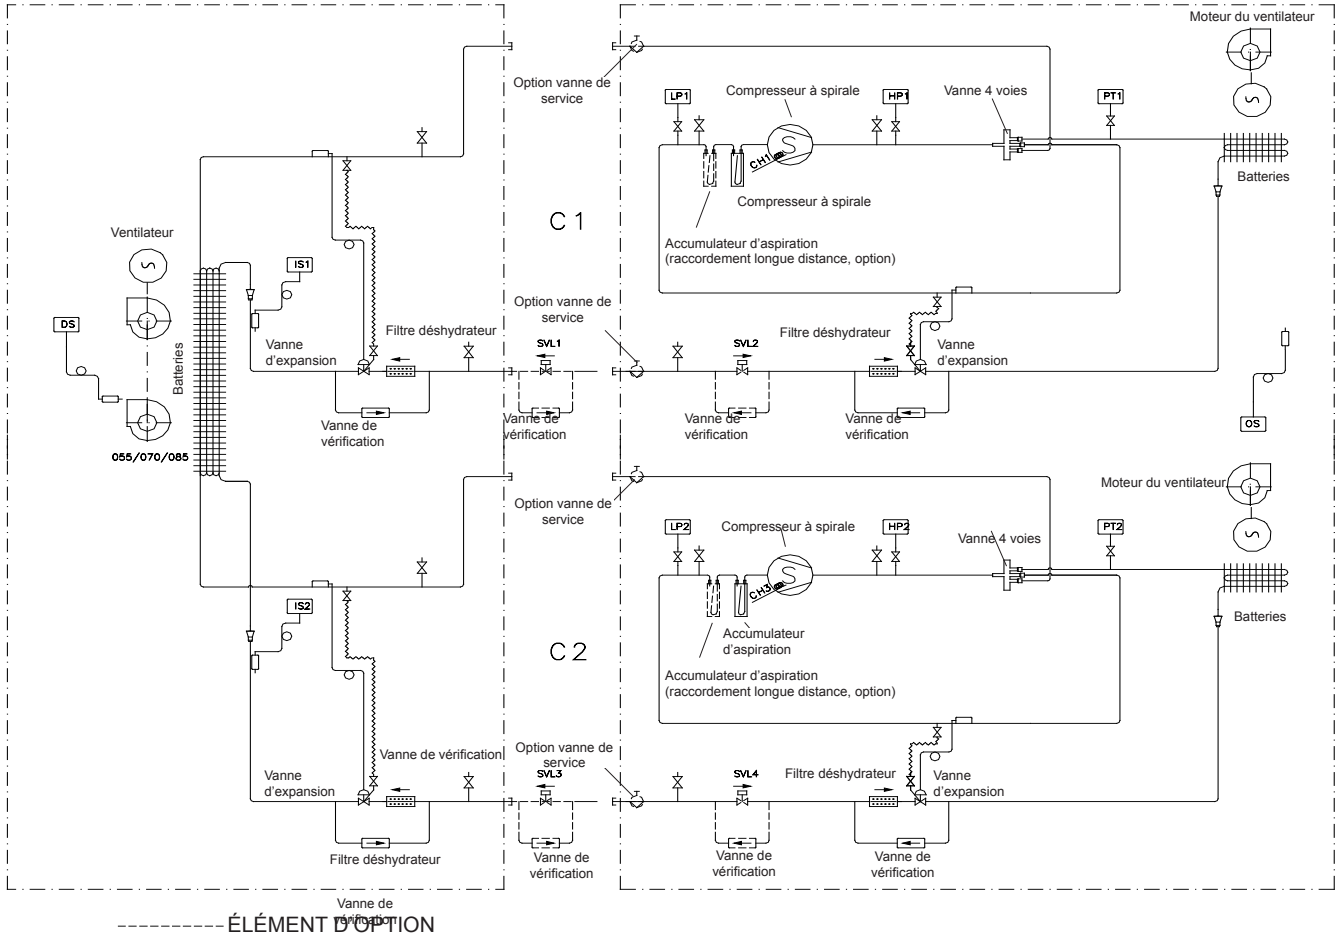 Moteur du ventilateur
Option vanne de
service
LP1
Compresseur à spirale
HP1
Vanne 4 voies
PT1
CH1
Batteries
Compresseur à spirale
C 1
Accumulateur d'aspiration
(raccordement longue distance, option)
Ventilateur
IS1
DS
Batteries
055/070/085
Vanne
d'expansion
Filtre déshydrateur
Option vanne de
service
SVL1
SVL2
Filtre déshydrateur
Vanne
d'expansion
Vanne de
vérification
Vanne de
vérification
Vanne de
vérification
Vanne de
vérification
OS
Option vanne de
service
Moteur du ventilateur
LP2
Compresseur à spirale
HP2
Vanne 4 voies
PT2
CH3
Batteries
IS2
C 2
Accumulateur
d'aspiration
Accumulateur d'aspiration
(raccordement longue distance, option)
Vanne de vérification
Vanne
d'expansion
Option vanne de
service
SVL3
SVL4
Filtre déshydrateur
Vanne
d'expansion
Filtre déshydrateur
Vanne de
vérification
Vanne de
vérification
Vanne de
vérification
Vanne de
vérification
ÉLÉMENT D'OPTION